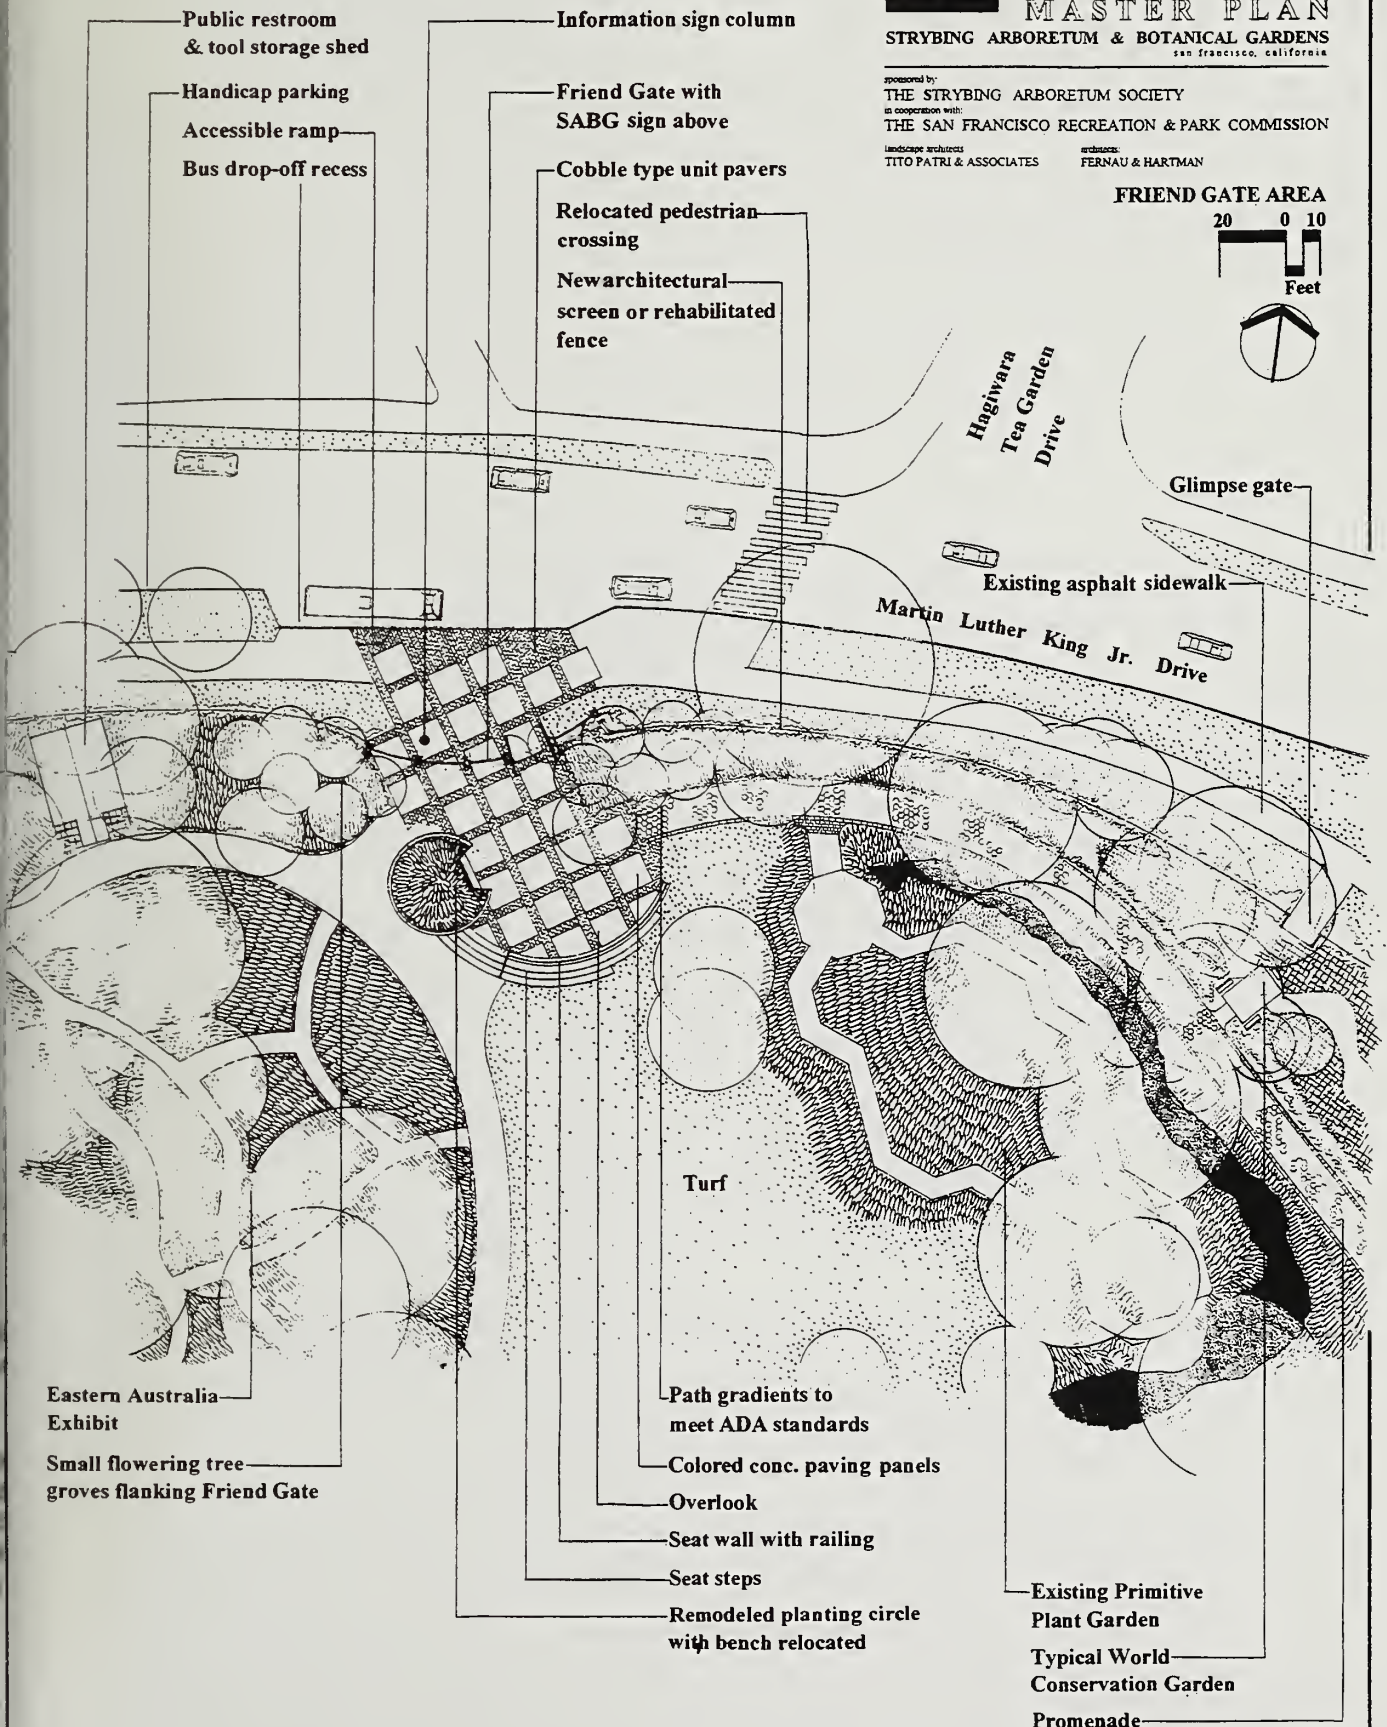 Public restroom
& tool storage shed
Handicap parking
Accessible ramp
Bus drop-off recess
Information sign column
Friend Gate with
SABG sign above
Cobble type unit pavers
Relocated pedestrian
crossing
New architectural
screen or rehabilitated
fence
MASTER PLAN
STRYBING ARBORETUM & BOTANICAL GARDENS
san francisco, california
sponsored by:
THE STRYBING ARBORETUM SOCIETY
in cooperation with:
THE SAN FRANCISCO RECREATION & PARK COMMISSION
landscape architects
TITO PATRI & ASSOCIATES
architects:
FERNAU & HARTMAN
FRIEND GATE AREA
20 0 10
Feet
Hagiwara
Tea Garden
Drive
Glimpse gate
Existing asphalt sidewalk
Martin Luther King Jr. Drive
Turf
Eastern Australia
Exhibit
Small flowering tree
groves flanking Friend Gate
Path gradients to
meet ADA standards
Colored conc. paving panels
Overlook
Seat wall with railing
Seat steps
Remodeled planting circle
with bench relocated
Existing Primitive
Plant Garden
Typical World
Conservation Garden
Promenade